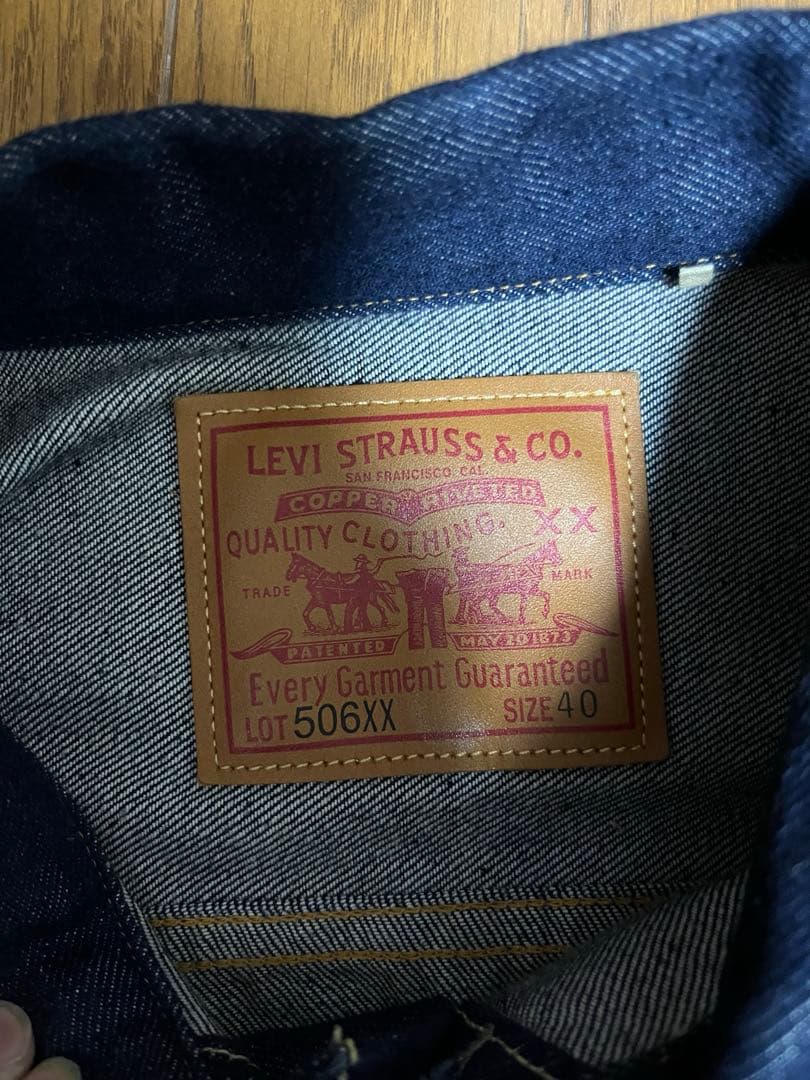 LEVI STRAUSS & CO.
SAN FRANCISCO, CAL.
COPPER RIVETED
QUALITY CLOTHING. XX
TRADE MARK
PATENTED MAY 20 1873
Every Garment Guaranteed
LOT 506XX SIZE 40